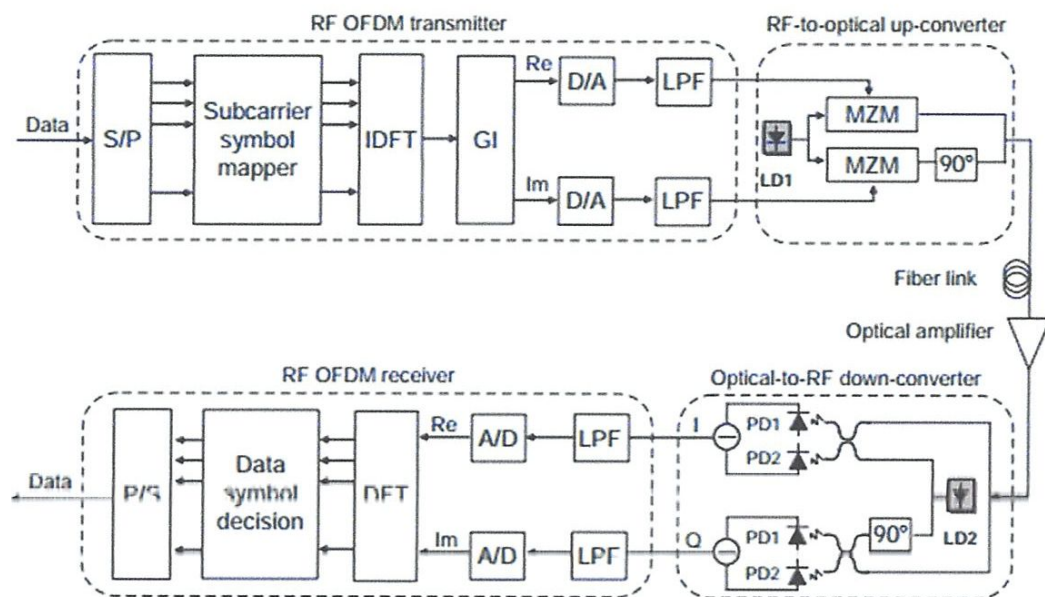 RF OFDM transmitter
RF-to-optical up-converter
Data
S/P
Subcarrier
symbol
mapper
IDFT
GI
Re
D/A
LPF
Im
D/A
LPF
LD1
MZM
MZM
90°
Fiber link
Optical amplifier
RF OFDM receiver
Optical-to-RF down-converter
Data
P/S
Data
symbol
decision
DFT
Re
A/D
LPF
I
PD1
PD2
Im
A/D
LPF
Q
PD1
PD2
90°
LD2